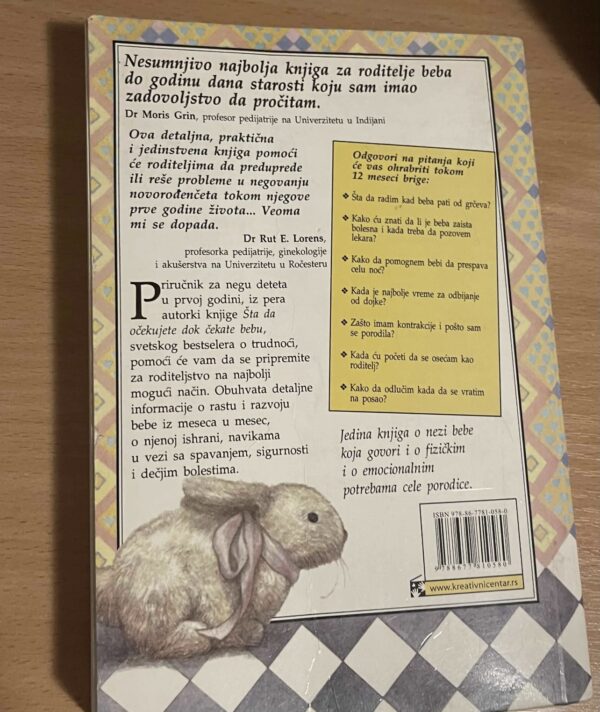 Nesumnjivo najbolja knjiga za roditelje beba
do godinu dana starosti koju sam imao
zadovoljstvo da pročitam.
Dr Moris Grin, profesor pedijatrije na Univerzitetu u Indijani
Ova detaljna, praktična
i jedinstvena knjiga pomoći
će roditeljima da preduprede
ili reše probleme u negovanju
novorođenčeta tokom njegove
prve godine života... Veoma
mi se dopada.
Dr Rut E. Lorens,
profesorka pedijatrije, ginekologije
i akušerstva na Univerzitetu u Ročesteru
Priručnik za negu deteta
u prvoj godini, iz pera
autorki knjige Šta da
očekujete dok čekate bebu,
svetskog bestselera o trudnoći,
pomoći će vam da se pripremite
za roditeljstvo na najbolji
mogući način. Obuhvata detaljne
informacije o rastu i razvoju
bebe iz meseca u mesec,
o njenoj ishrani, navikama
u vezi sa spavanjem, sigurnosti
i dečjim bolestima.
Odgovori na pitanja koji
će vas ohrabriti tokom
12 meseci brige:
❖ Šta da radim kad beba pati od grčeva?
❖ Kako ću znati da li je beba zaista
bolesna i kada treba da pozovem
lekara?
❖ Kako da pomognem bebi da prespava
celu noć?
❖ Kada je najbolje vreme za odbijanje
od dojke?
❖ Zašto imam kontrakcije i pošto sam
se porodila?
❖ Kada ću početi da se osećam kao
roditelj?
❖ Kako da odlučim kada da se vratim
na posao?
Jedina knjiga o nezi bebe
koja govori i o fizičkim
i o emocionalnim
potrebama cele porodice.
ISBN 978-86-7781-058-0
9 788677 810580
www.kreativnicentar.rs